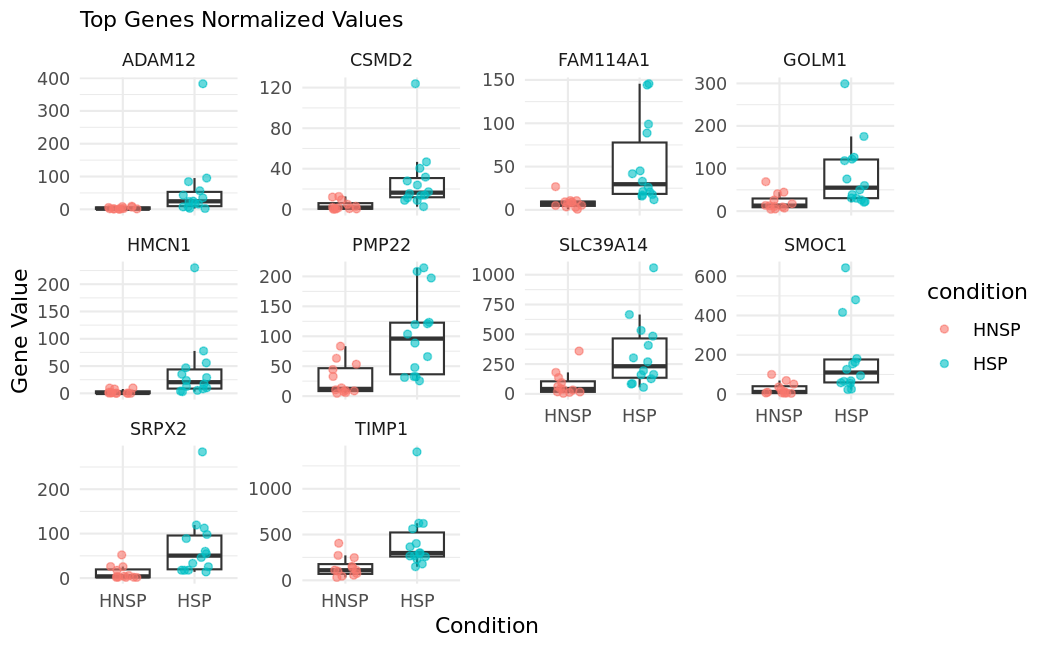 Top Genes Normalized Values
ADAM12
CSMD2
FAM114A1
GOLM1
400
300
200
100
0
120
80
40
0
150
100
50
0
300
200
100
0
HMCN1
PMP22
SLC39A14
SMOC1
200
150
100
50
0
200
150
100
50
0
1000
750
500
250
0
600
400
200
0
HNSP HSP
HNSP HSP
SRPX2
TIMP1
200
100
0
1000
500
0
HNSP HSP
HNSP HSP
Gene Value
Condition
condition
HNSP
HSP